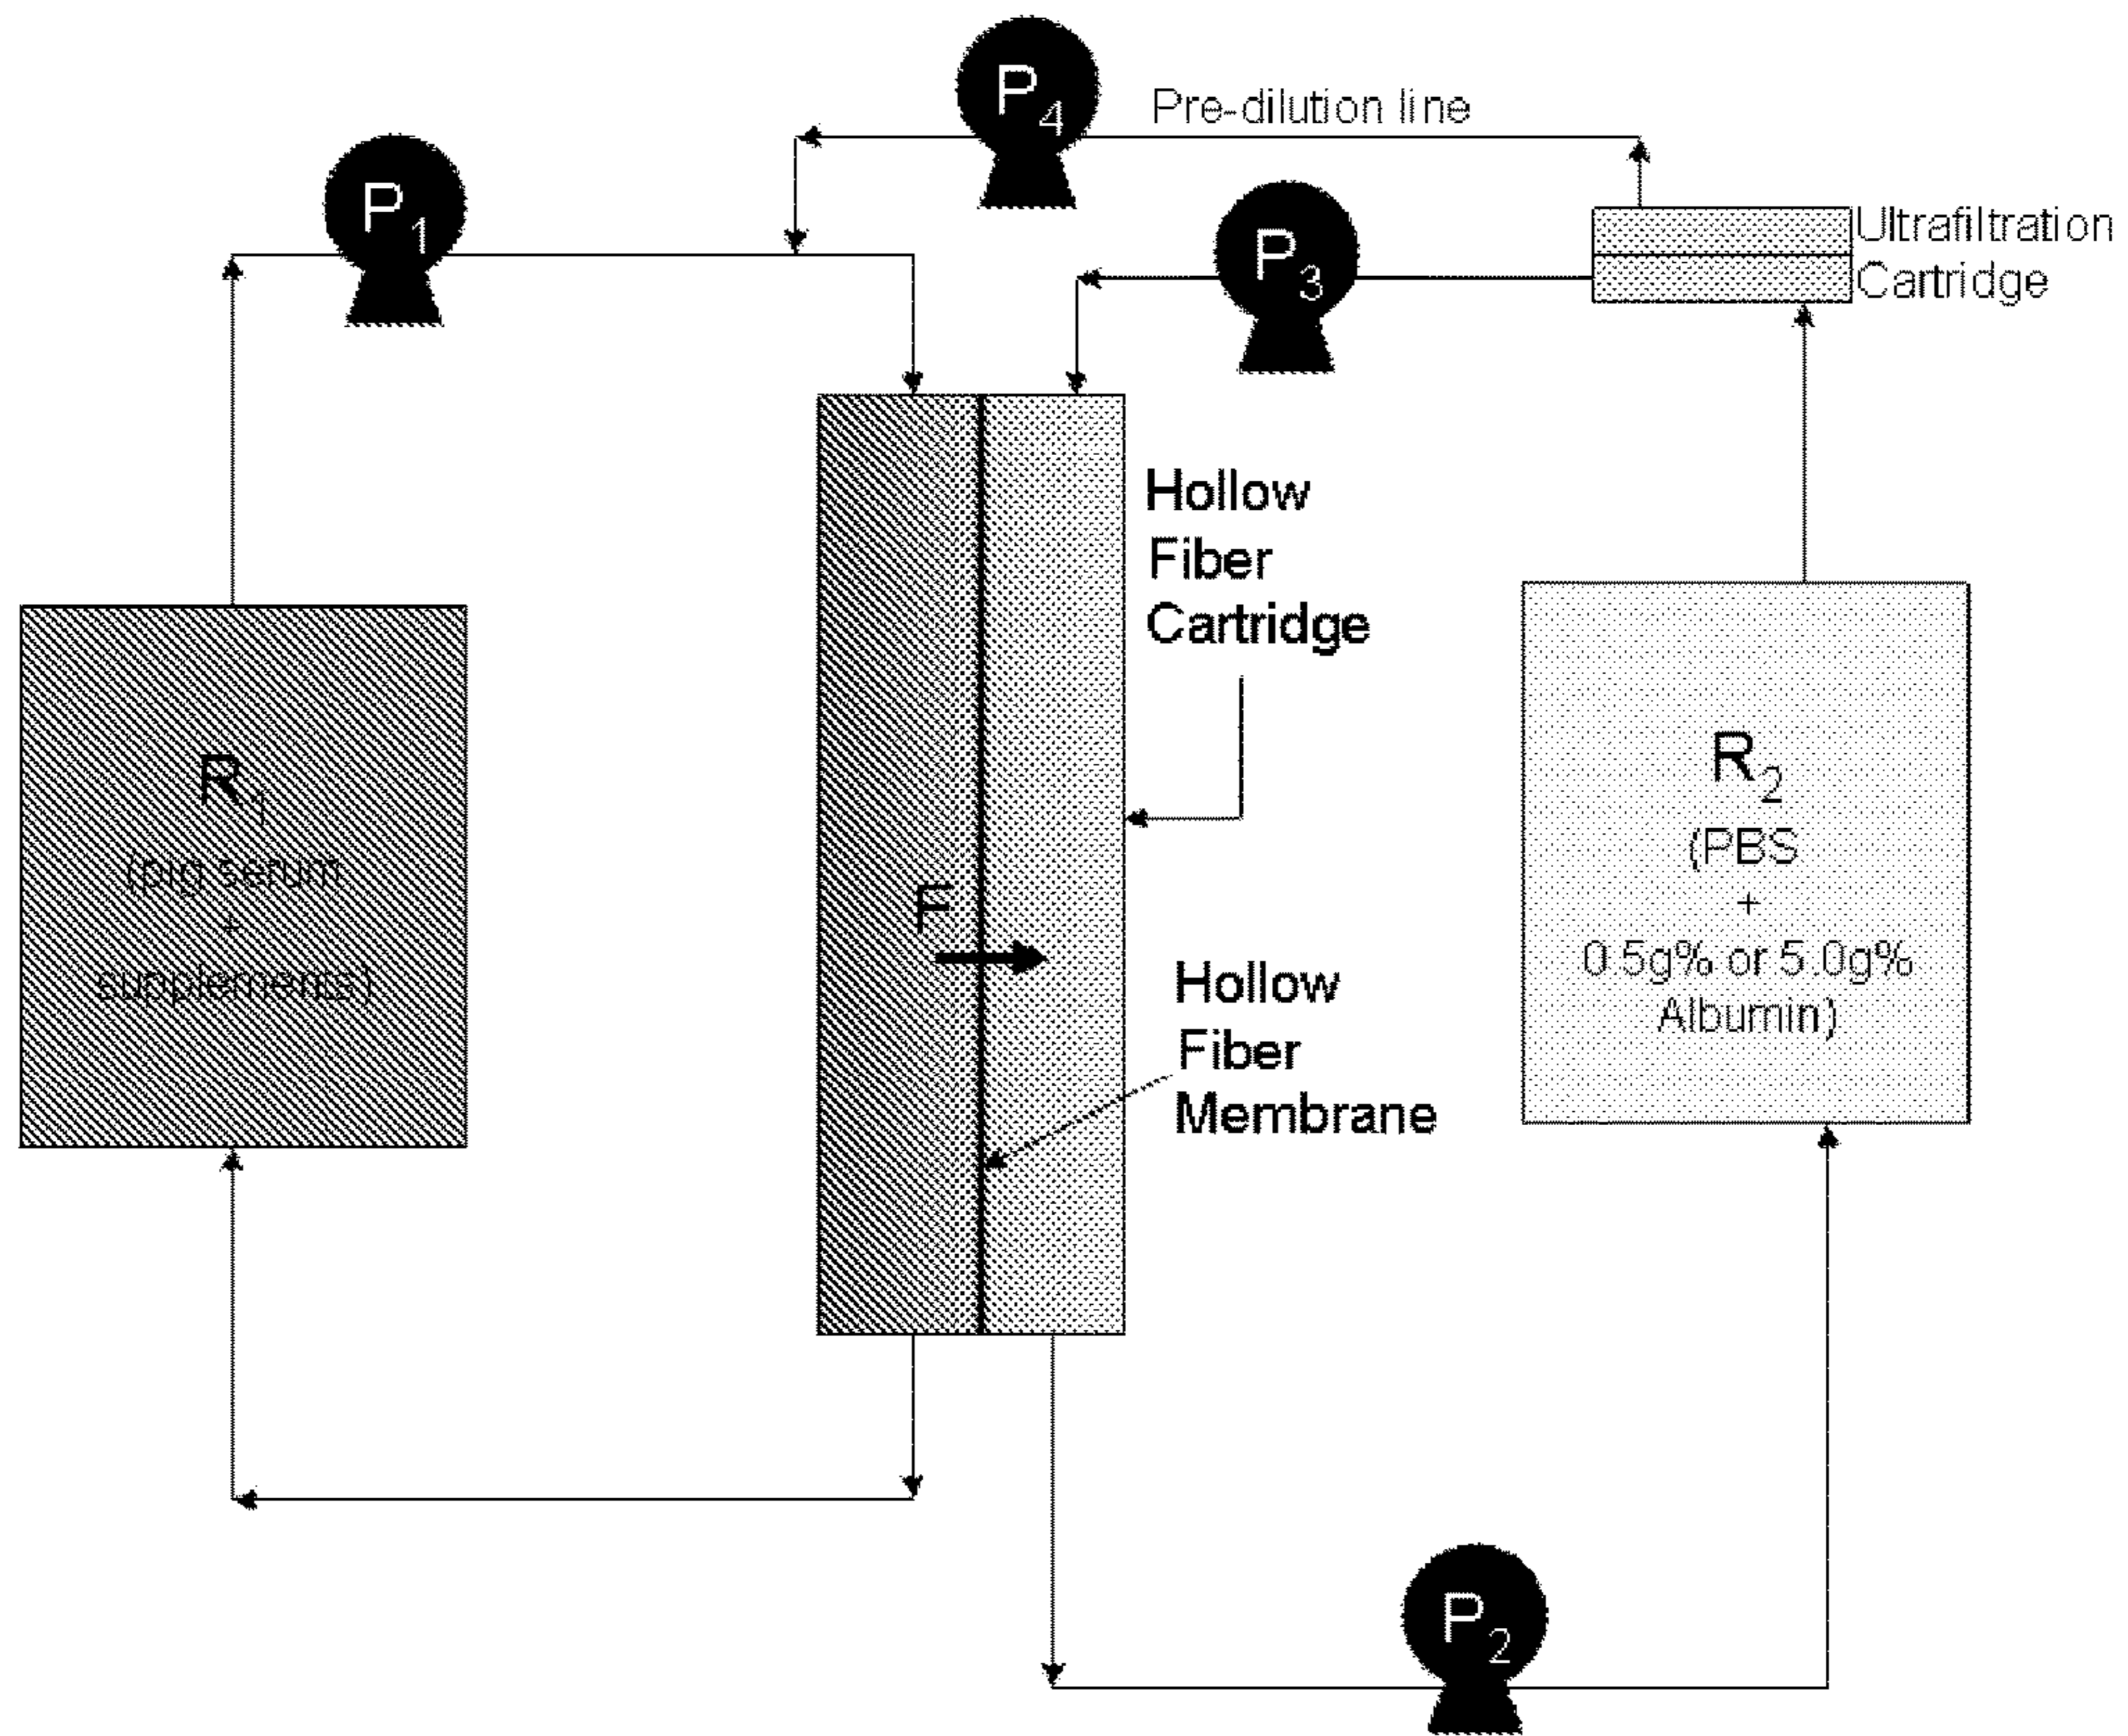 P4
Pre-dilution line
P1
P3
Ultrafiltration
Cartridge
Hollow
Fiber
Cartridge
R1
(pig serum
+
supplements)
R2
(PBS
+
0.5g% or 5.0g%
Albumin)
F
Hollow
Fiber
Membrane
P2